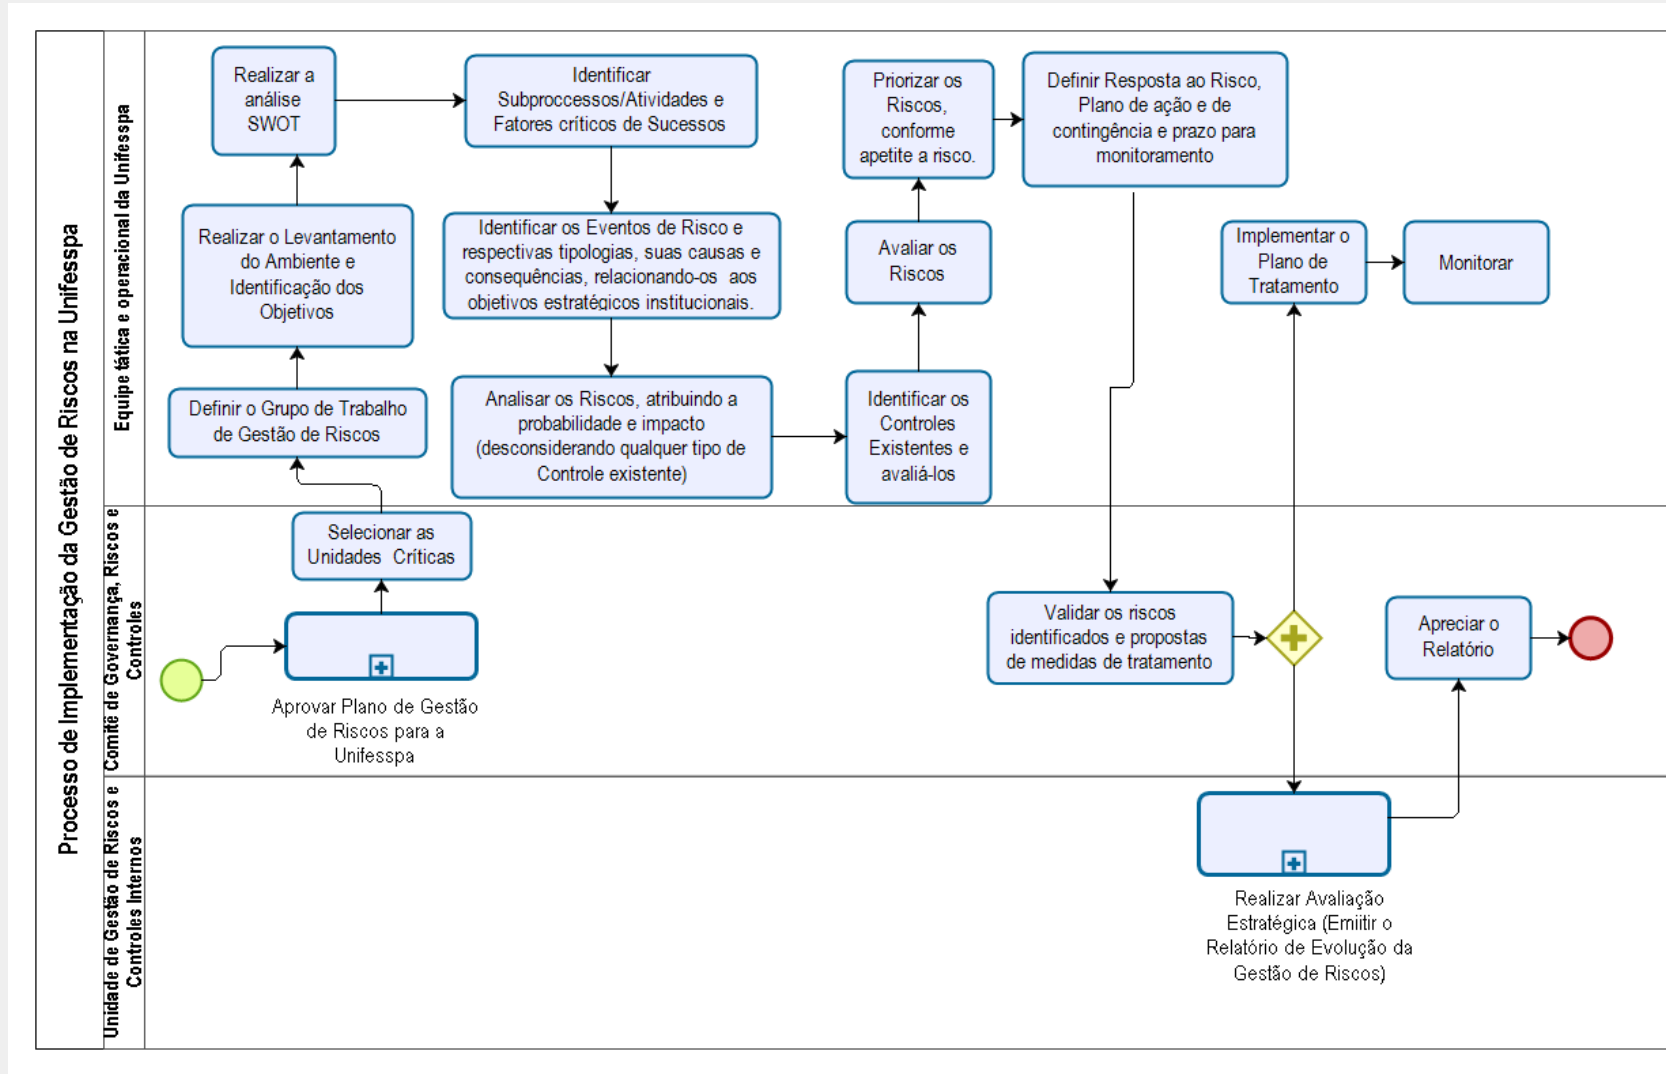 Processo de Implementação da Gestão de Riscos na Unifesspa
Equipe tática e operacional da Unifesspa
Realizar a
análise
SWOT
Identificar
Subproccessos/Atividades e
Fatores críticos de Sucessos
Priorizar os
Riscos,
conforme
apetite a risco.
Definir Resposta ao Risco,
Plano de ação e de
contingência e prazo para
monitoramento
Realizar o Levantamento
do Ambiente e
Identificação dos
Objetivos
Identificar os Eventos de Risco e
respectivas tipologias, suas causas e
consequências, relacionando-os aos
objetivos estratégicos institucionais.
Avaliar os
Riscos
Implementar o
Plano de
Tratamento
Monitorar
Definir o Grupo de Trabalho
de Gestão de Riscos
Analisar os Riscos, atribuindo a
probabilidade e impacto
(desconsiderando qualquer tipo de
Controle existente)
Identificar os
Controles
Existentes e
avaliá-los
Comitê de Governança, Riscos e
Controles
Selecionar as
Unidades Críticas
Aprovar Plano de Gestão
de Riscos para a
Unifesspa
Validar os riscos
identificados e propostas
de medidas de tratamento
Apreciar o
Relatório
Unidade de Gestão de Riscos e
Controles Internos
Realizar Avaliação
Estratégica (Emiitir o
Relatório de Evolução da
Gestão de Riscos)